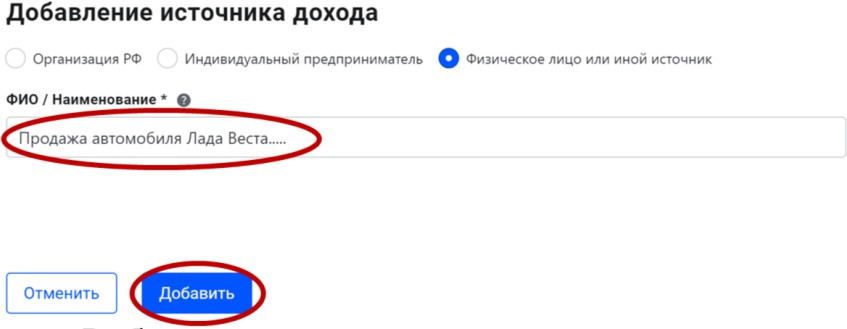 Добавление источника дохода
Организация РФ Индивидуальный предприниматель Физическое лицо или иной источник
ФИО / Наименование * ?
Продажа автомобиля Лада Веста.....
Отменить Добавить